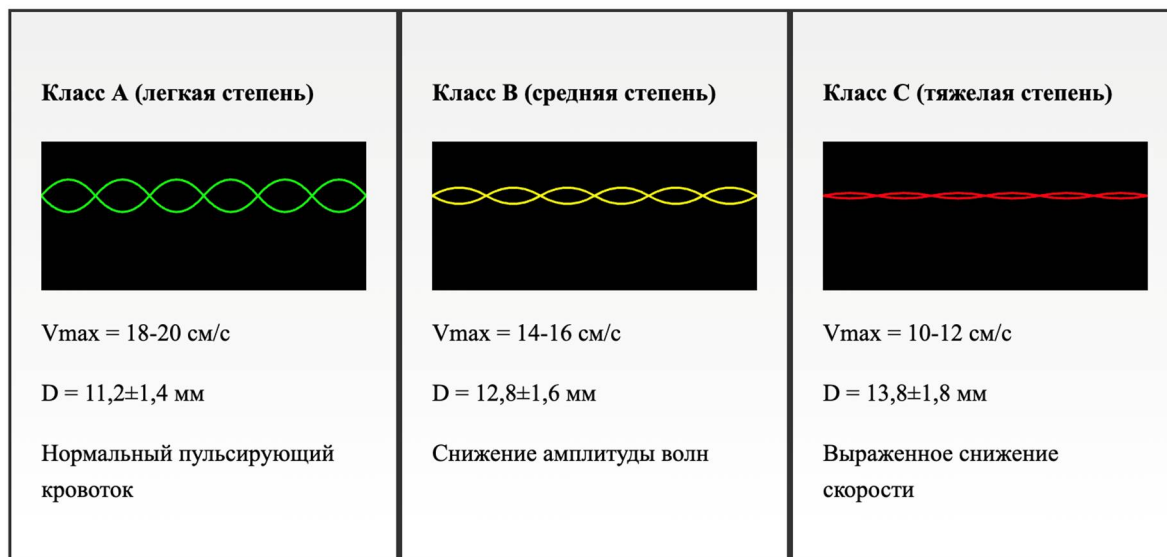 Класс A (легкая степень)
Vmax = 18-20 см/с
D = 11,2±1,4 мм
Нормальный пульсирующий
кровоток
Класс B (средняя степень)
Vmax = 14-16 см/с
D = 12,8±1,6 мм
Снижение амплитуды волн
Класс C (тяжелая степень)
Vmax = 10-12 см/с
D = 13,8±1,8 мм
Выраженное снижение
скорости